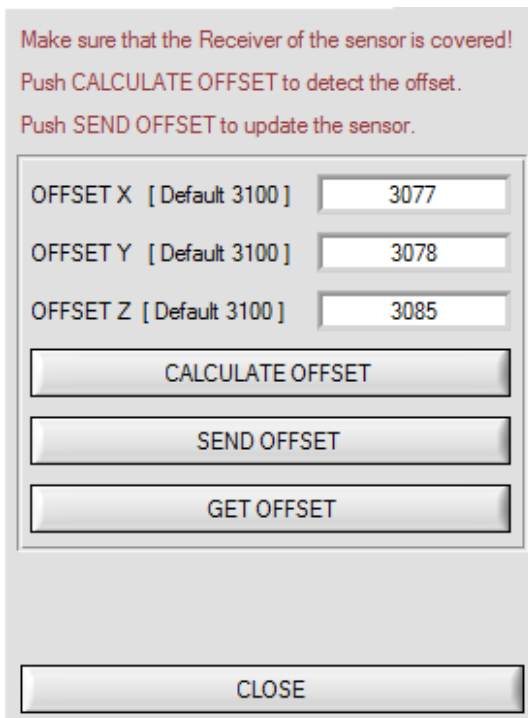 Make sure that the Receiver of the sensor is covered!
Push CALCULATE OFFSET to detect the offset.
Push SEND OFFSET to update the sensor.
OFFSET X [ Default 3100 ] 3077
OFFSET Y [ Default 3100 ] 3078
OFFSET Z [ Default 3100 ] 3085
CALCULATE OFFSET
SEND OFFSET
GET OFFSET
CLOSE